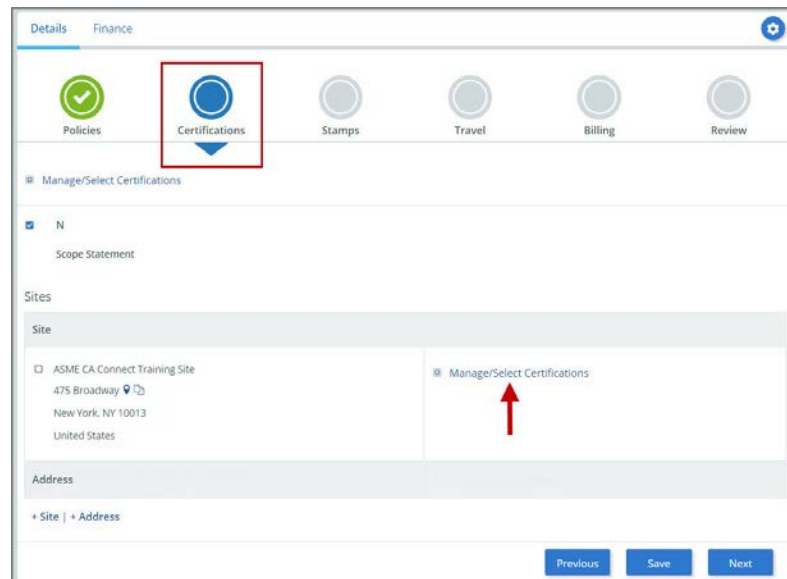 Details Finance
Policies Certifications Stamps Travel Billing Review
Manage/Select Certifications
N
Scope Statement
Sites
Site
ASME CA Connect Training Site
Manage/Select Certifications
475 Broadway
New York, NY 10013
United States
Address
+ Site | + Address
Previous Save Next